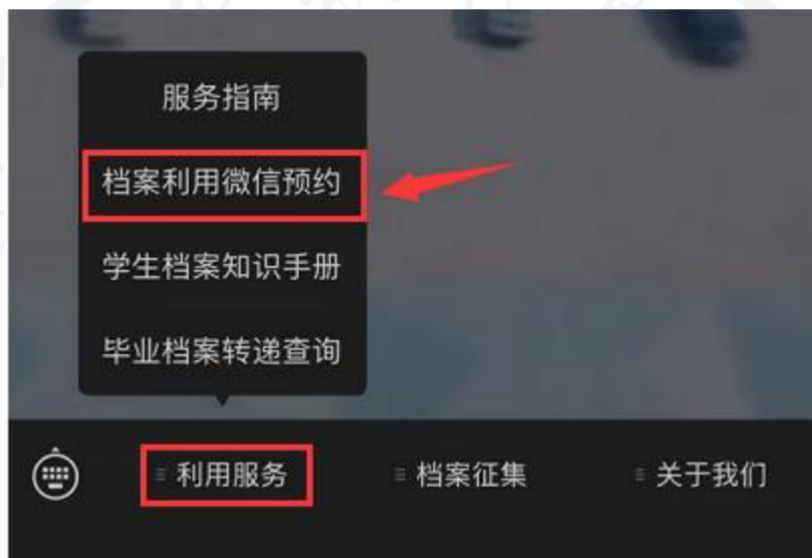 服务指南
档案利用微信预约
学生档案知识手册
毕业档案转递查询
利用服务
档案征集
关于我们